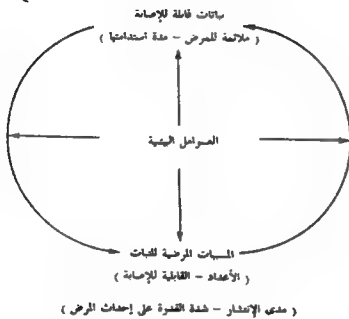 نباتات قابلة للإصابة
( ملائمة للمرض – مدة استدامتها )
العوامل البيئية
المسببات المرضية للنبات
( الأعداد – القابلية للإصابة )
( مدى الإنتشار – شدة القدرة على إحداث المرض )